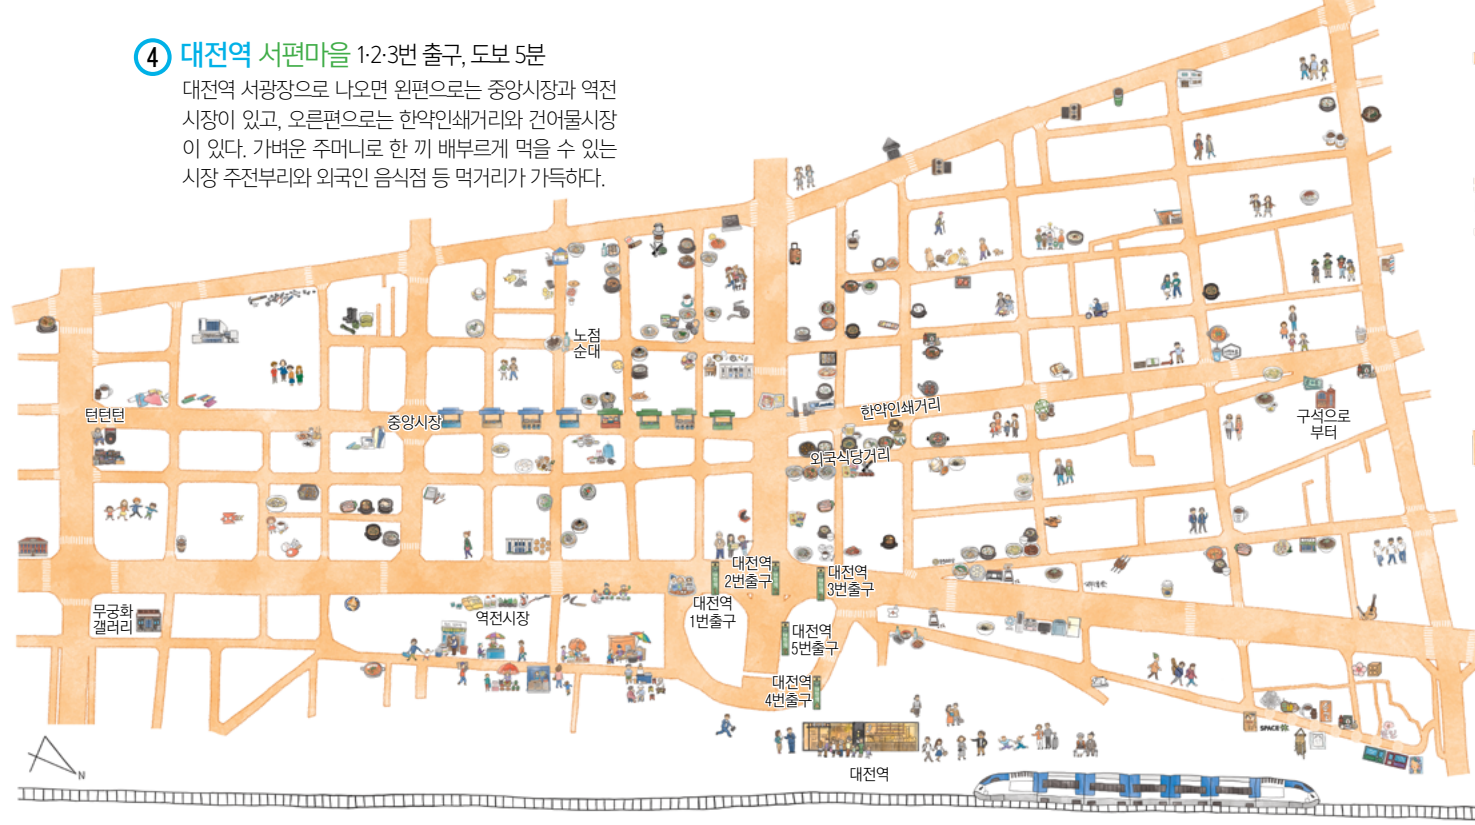 4 대전역 서편마을 1·2·3번 출구, 도보 5분
대전역 서광장으로 나오면 왼편으로는 중앙시장과 역전
시장이 있고, 오른편으로는 한약인쇄거리와 건어물시장
이 있다. 가벼운 주머니로 한 끼 배부르게 먹을 수 있는
시장 주전부리와 외국인 음식점 등 먹거리가 가득하다.
노점
순대
턴턴턴
중앙시장
한약인쇄거리
외국식당거리
구석으로
부터
대전역
2번출구
대전역
3번출구
대전역
1번출구
무궁화
갤러리
역전시장
대전역
5번출구
대전역
4번출구
SPACE
대전역
N